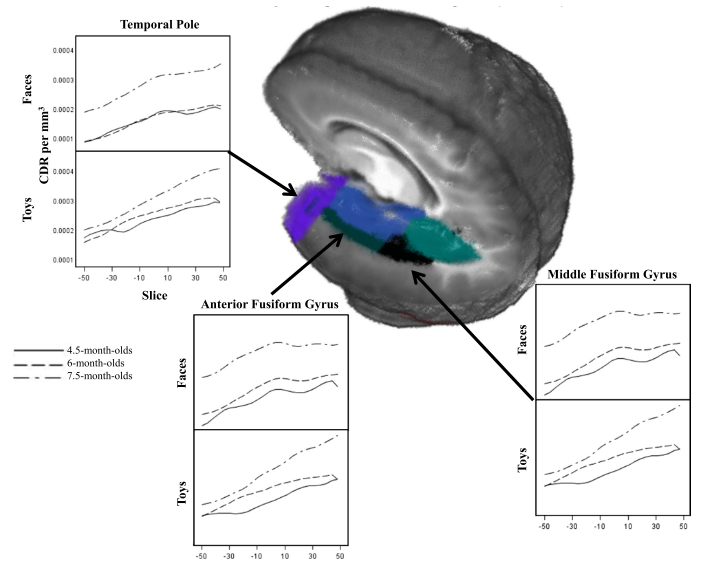 Temporal Pole
0.0004
0.0003
0.0002
0.0001
Faces
CDR per mm³
0.0004
0.0003
0.0002
0.0001
Toys
-50 -30 -10 10 30 50
Slice
Anterior Fusiform Gyrus
Middle Fusiform Gyrus
4.5-month-olds
6-month-olds
7.5-month-olds
Faces
Toys
-50 -30 -10 10 30 50
Faces
Toys
-50 -30 -10 10 30 50